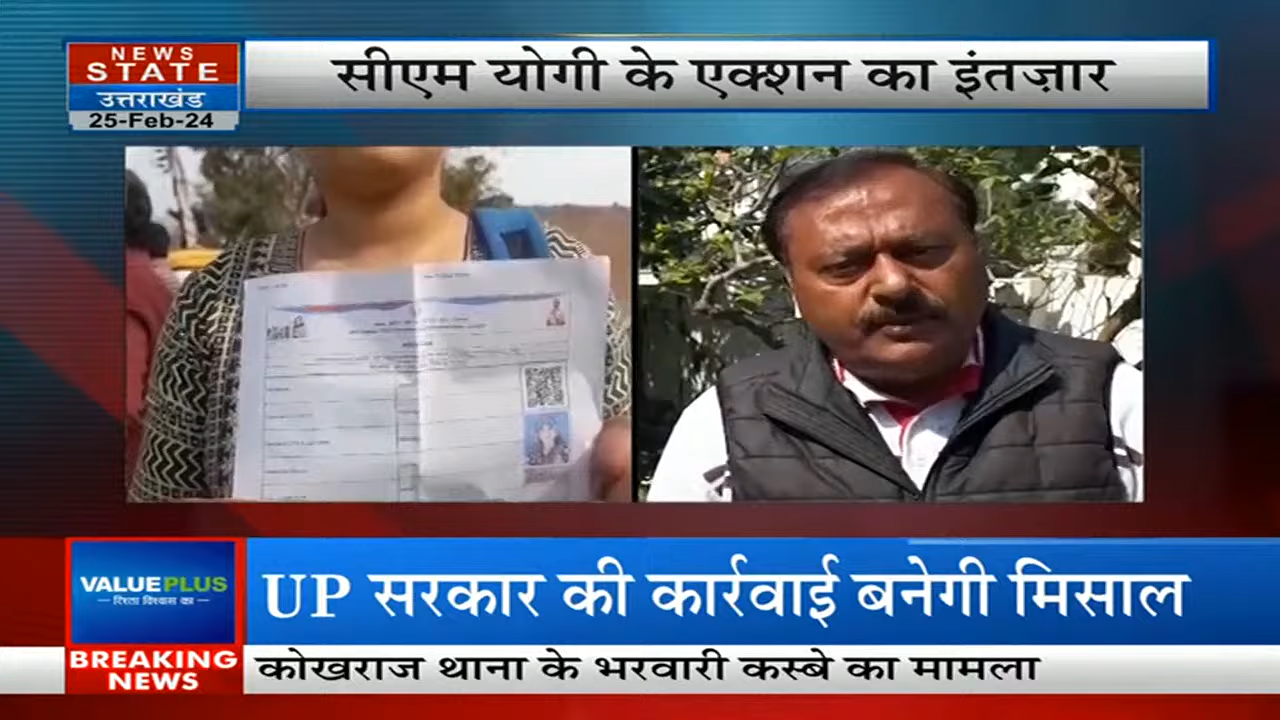 NEWS
STATE
उत्तराखंड
25-Feb-24
सीएम योगी के एक्शन का इंतज़ार
VALUEPLUS
रिश्ता विश्वास का
UP सरकार की कार्रवाई बनेगी मिसाल
BREAKING
NEWS
कोखराज थाना के भरवारी कस्बे का मामला